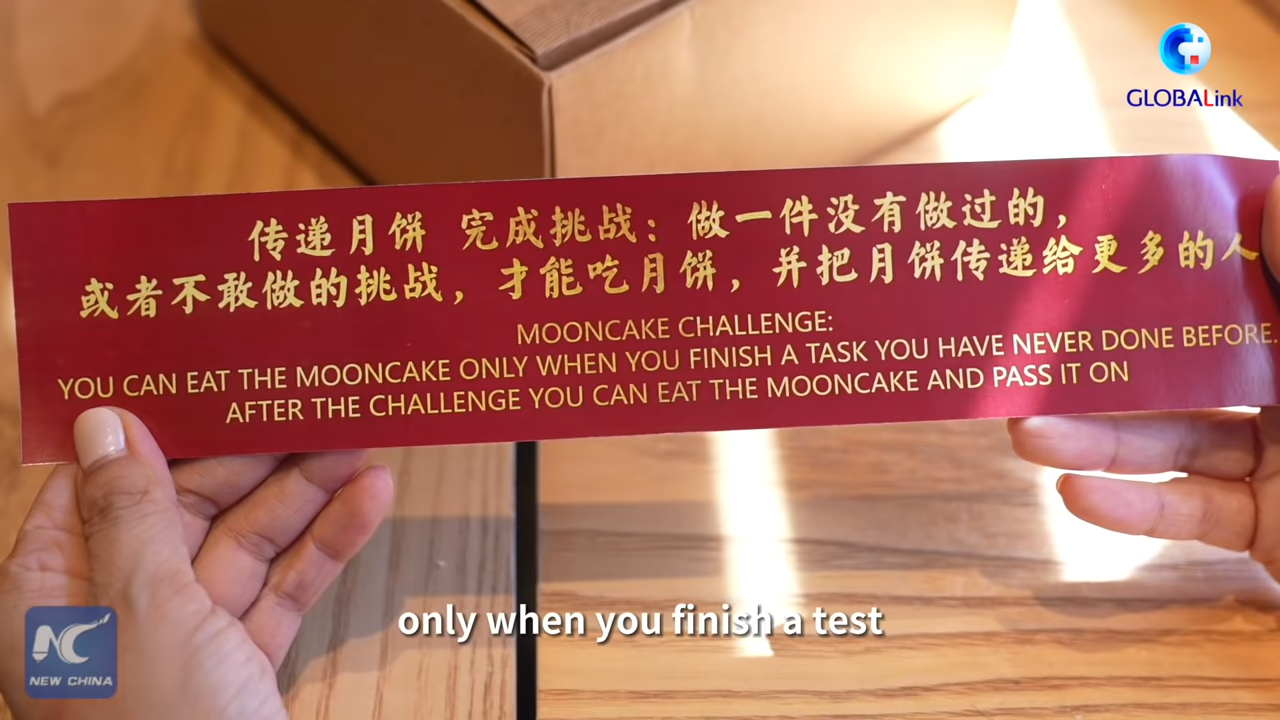 GLOBALink
传递月饼 完成挑战：做一件没有做过的，
或者不敢做的挑战，才能吃月饼，并把月饼传递给更多的人
MOONCAKE CHALLENGE:
YOU CAN EAT THE MOONCAKE ONLY WHEN YOU FINISH A TASK YOU HAVE NEVER DONE BEFORE.
AFTER THE CHALLENGE YOU CAN EAT THE MOONCAKE AND PASS IT ON
only when you finish a test
NC
NEW CHINA